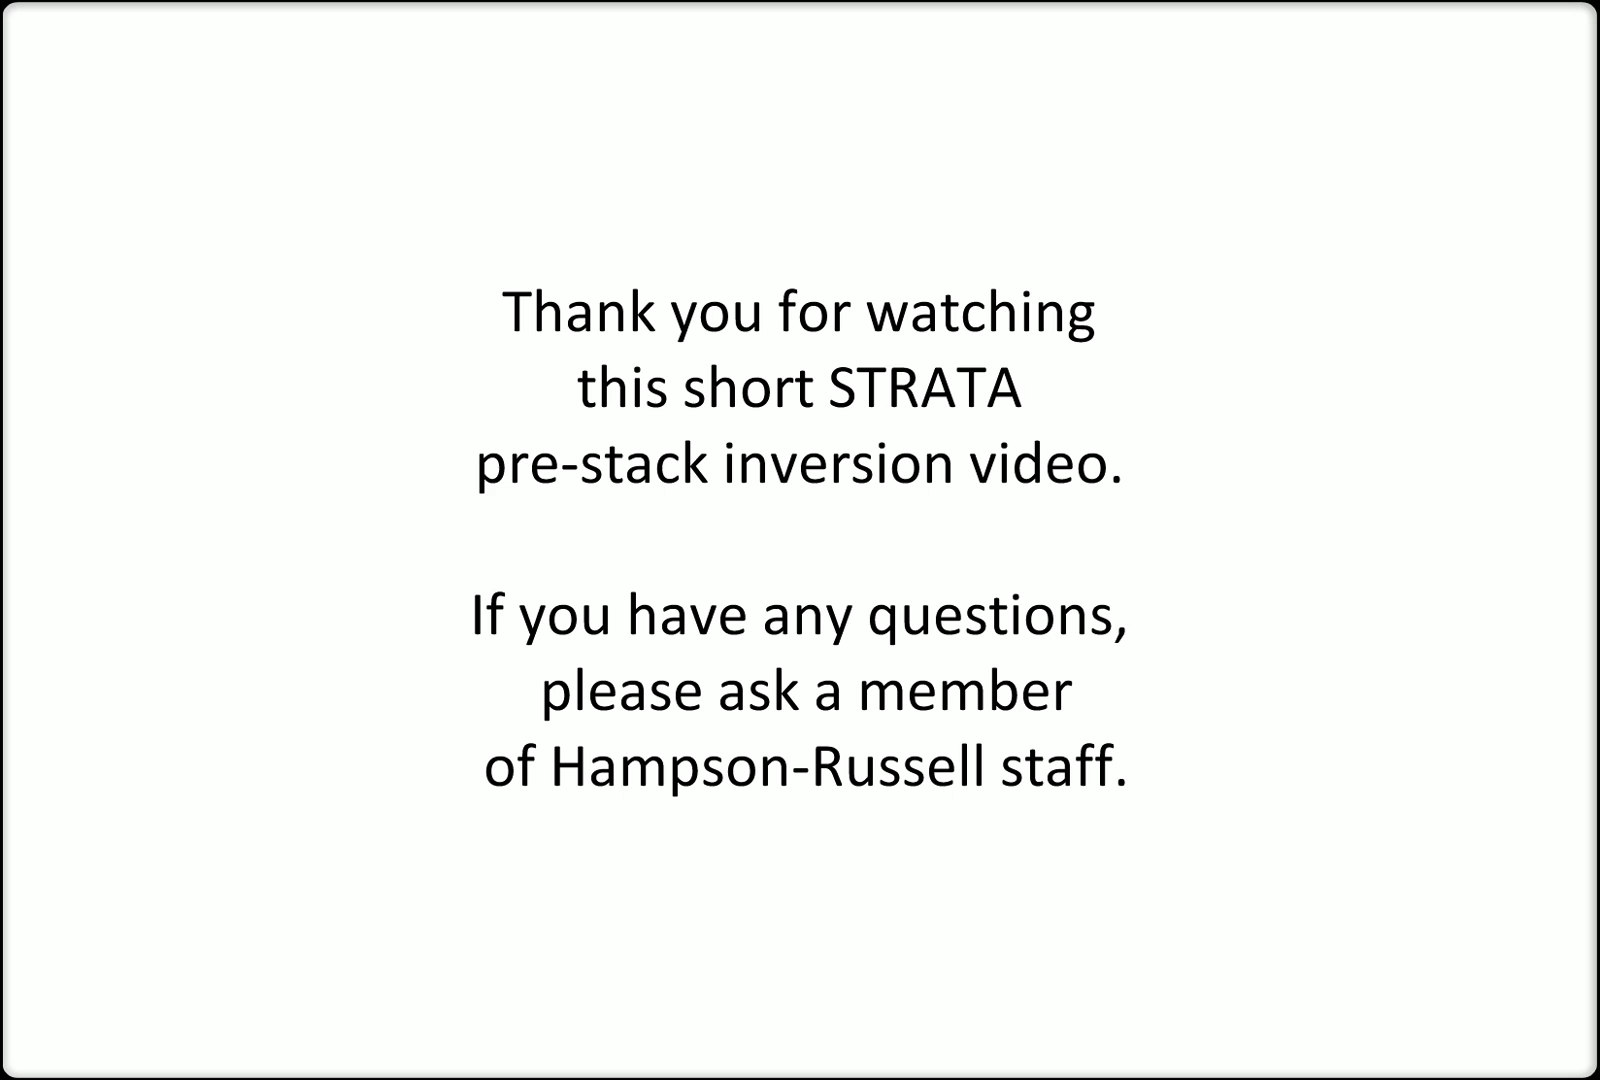 Thank you for watching
this short STRATA
pre-stack inversion video.
If you have any questions,
please ask a member
of Hampson-Russell staff.